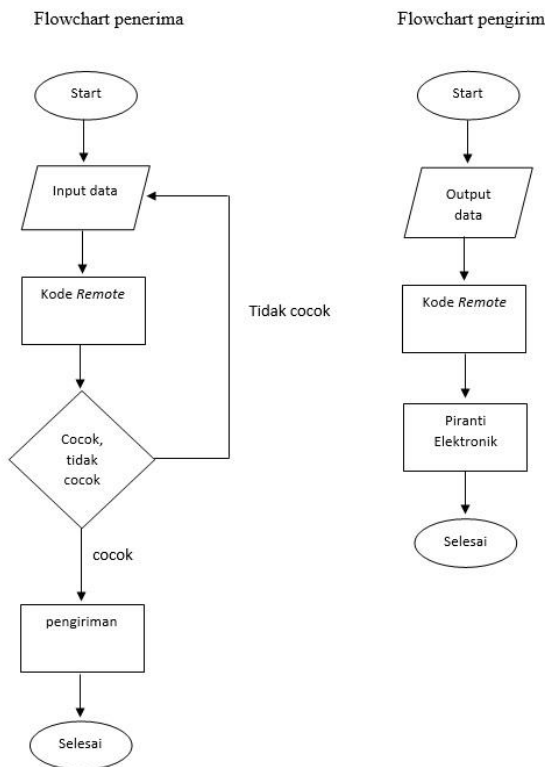 Flowchart penerima
Start
Input data
Kode Remote
Tidak cocok
Cocok,
tidak
cocok
cocok
pengiriman
Selesai
Flowchart pengirim
Start
Output
data
Kode Remote
Piranti
Elektronik
Selesai